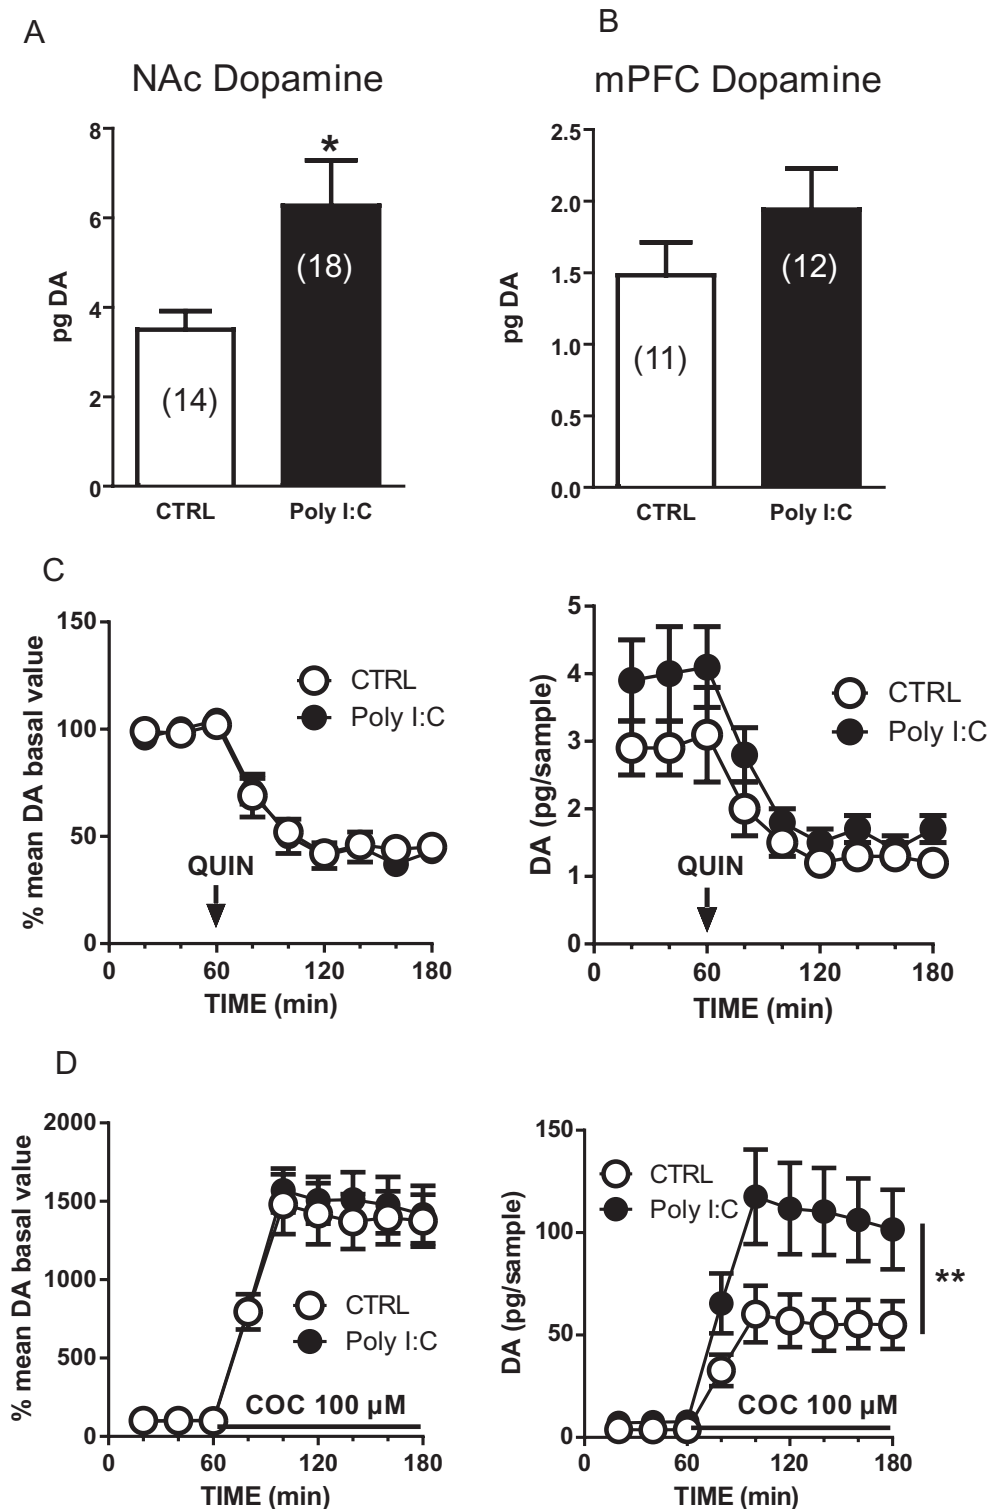 A
NAc Dopamine
8
6
4
2
0
pg DA
*
(14)
(18)
CTRL
Poly I:C
B
mPFC Dopamine
2.5
2.0
1.5
1.0
0.5
0.0
pg DA
(11)
(12)
CTRL
Poly I:C
C
150
100
50
0
% mean DA basal value
CTRL
Poly I:C
QUIN
0 60 120 180
TIME (min)
5
4
3
2
1
0
DA (pg/sample)
CTRL
Poly I:C
QUIN
0 60 120 180
TIME (min)
D
2000
1500
1000
500
0
% mean DA basal value
CTRL
Poly I:C
COC 100 µM
0 60 120 180
TIME (min)
150
100
50
0
DA (pg/sample)
CTRL
Poly I:C
**
COC 100 µM
0 60 120 180
TIME (min)